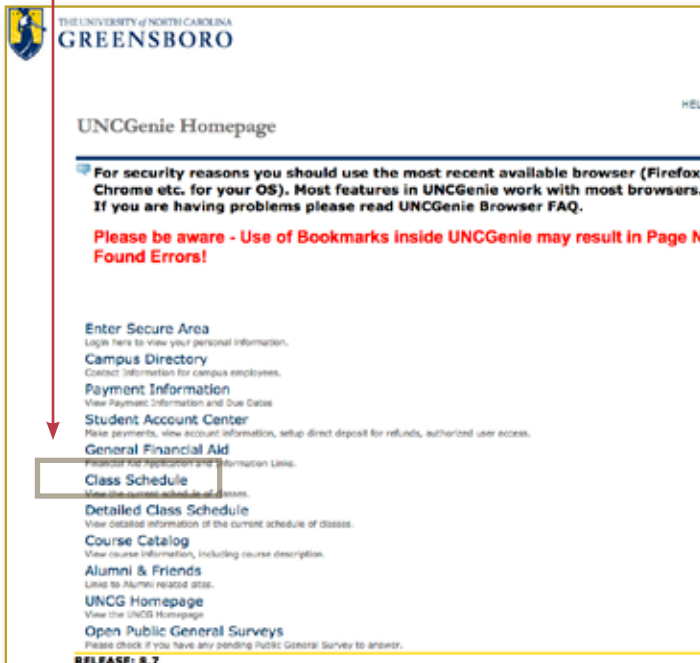 THE UNIVERSITY of NORTH CAROLINA
GREENSBORO
HEL
UNCGenie Homepage
For security reasons you should use the most recent available browser (Firefox
Chrome etc. for your OS). Most features in UNCGenie work with most browsers.
If you are having problems please read UNCGenie Browser FAQ.
Please be aware - Use of Bookmarks inside UNCGenie may result in Page N
Found Errors!
Enter Secure Area
Login here to view your personal information.
Campus Directory
Contact Information for campus employees.
Payment Information
View Payment Information and Due Dates
Student Account Center
Make payments, view account information, setup direct deposit for refunds, authorized user access.
General Financial Aid
Financial Aid Application and Information Links.
Class Schedule
View the current schedule of classes.
Detailed Class Schedule
View detailed information of the current schedule of classes.
Course Catalog
View course information, including course description.
Alumni & Friends
Links to Alumni related sites.
UNCG Homepage
View the UNCG Homepage
Open Public General Surveys
Please check if you have any pending Public General Survey to answer.
RELEASE: 8.7